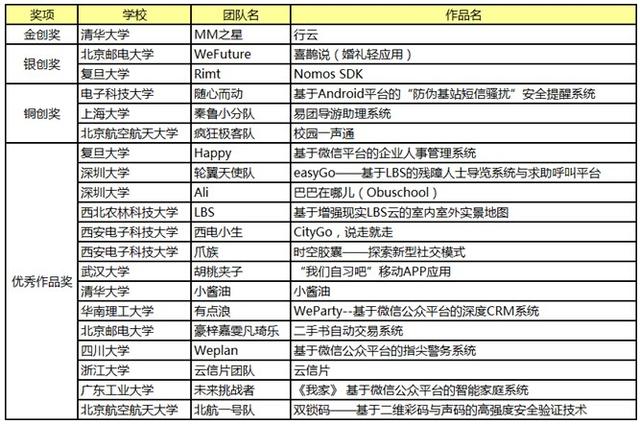 奖项 学校 团队名 作品名
金创奖 清华大学 MM之星 行云
银创奖 北京邮电大学 WeFuture 喜鹊说（婚礼轻应用）
复旦大学 Rimt Nomos SDK
铜创奖 电子科技大学 随心而动 基于Android平台的“防伪基站短信骚扰”安全提醒系统
上海大学 秦鲁小分队 易团导游助理系统
北京航空航天大学 疯狂极客队 校园一声通
优秀作品奖 复旦大学 Happy 基于微信平台的企业人事管理系统
深圳大学 轮翼天使队 easyGo——基于LBS的残障人士导览系统与求助呼叫平台
深圳大学 Ali 巴巴在哪儿（Obuschool）
西北农林科技大学 LBS 基于增强现实LBS云的室内室外实景地图
西安电子科技大学 西电小生 CityGo，说走就走
西安电子科技大学 爪族 时空胶囊——探索新型社交模式
武汉大学 胡桃夹子 “我们自习吧”移动APP应用
清华大学 小酱油 小酱油
华南理工大学 有点浪 WeParty--基于微信公众平台的深度CRM系统
北京邮电大学 豪梓嘉雯凡琦乐 二手书自动交易系统
四川大学 Weplan 基于微信公众平台的指尖警务系统
浙江大学 云信片团队 云信片
广东工业大学 未来挑战者 《我家》 基于微信公众平台的智能家庭系统
北京航空航天大学 北航一号队 双锁码——基于二维彩码与声码的高强度安全验证技术